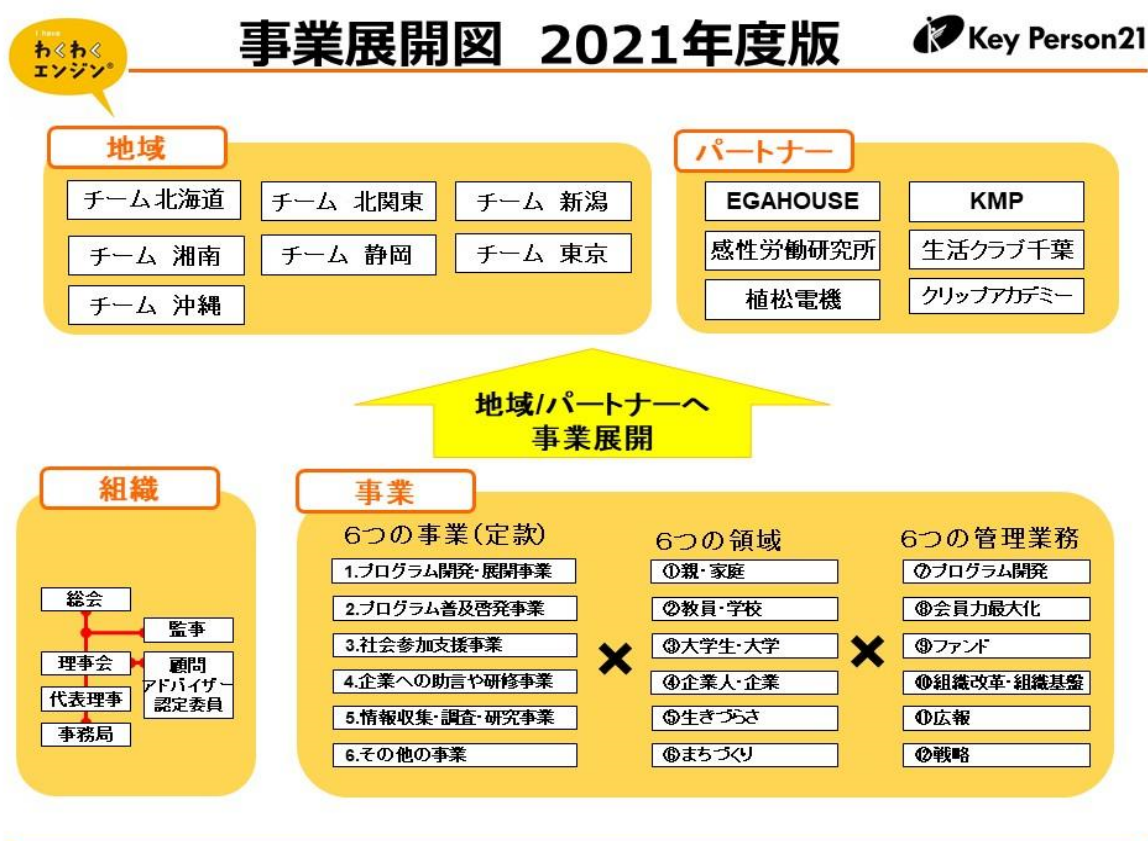 I have
わくわく
エンジン®
事業展開図 2021年度版
Key Person21
地域
チーム北海道
チーム 北関東
チーム 新潟
チーム 湘南
チーム 静岡
チーム 東京
チーム 沖縄
パートナー
EGAHOUSE
KMP
感性労働研究所
生活クラブ千葉
植松電機
クリップアカデミー
地域/パートナーへ
事業展開
組織
総会
監事
理事会
顧問
アドバイザー
認定委員
代表理事
事務局
事業
6つの事業(定款)
1.プログラム開発・展開事業
2.プログラム普及啓発事業
3.社会参加支援事業
4.企業への助言や研修事業
5.情報収集・調査・研究事業
6.その他の事業
×
6つの領域
①親・家庭
②教員・学校
③大学生・大学
④企業人・企業
⑤生きづらさ
⑥まちづくり
×
6つの管理業務
⑦プログラム開発
⑧会員力最大化
⑨ファンド
⑩組織改革・組織基盤
⑪広報
⑫戦略